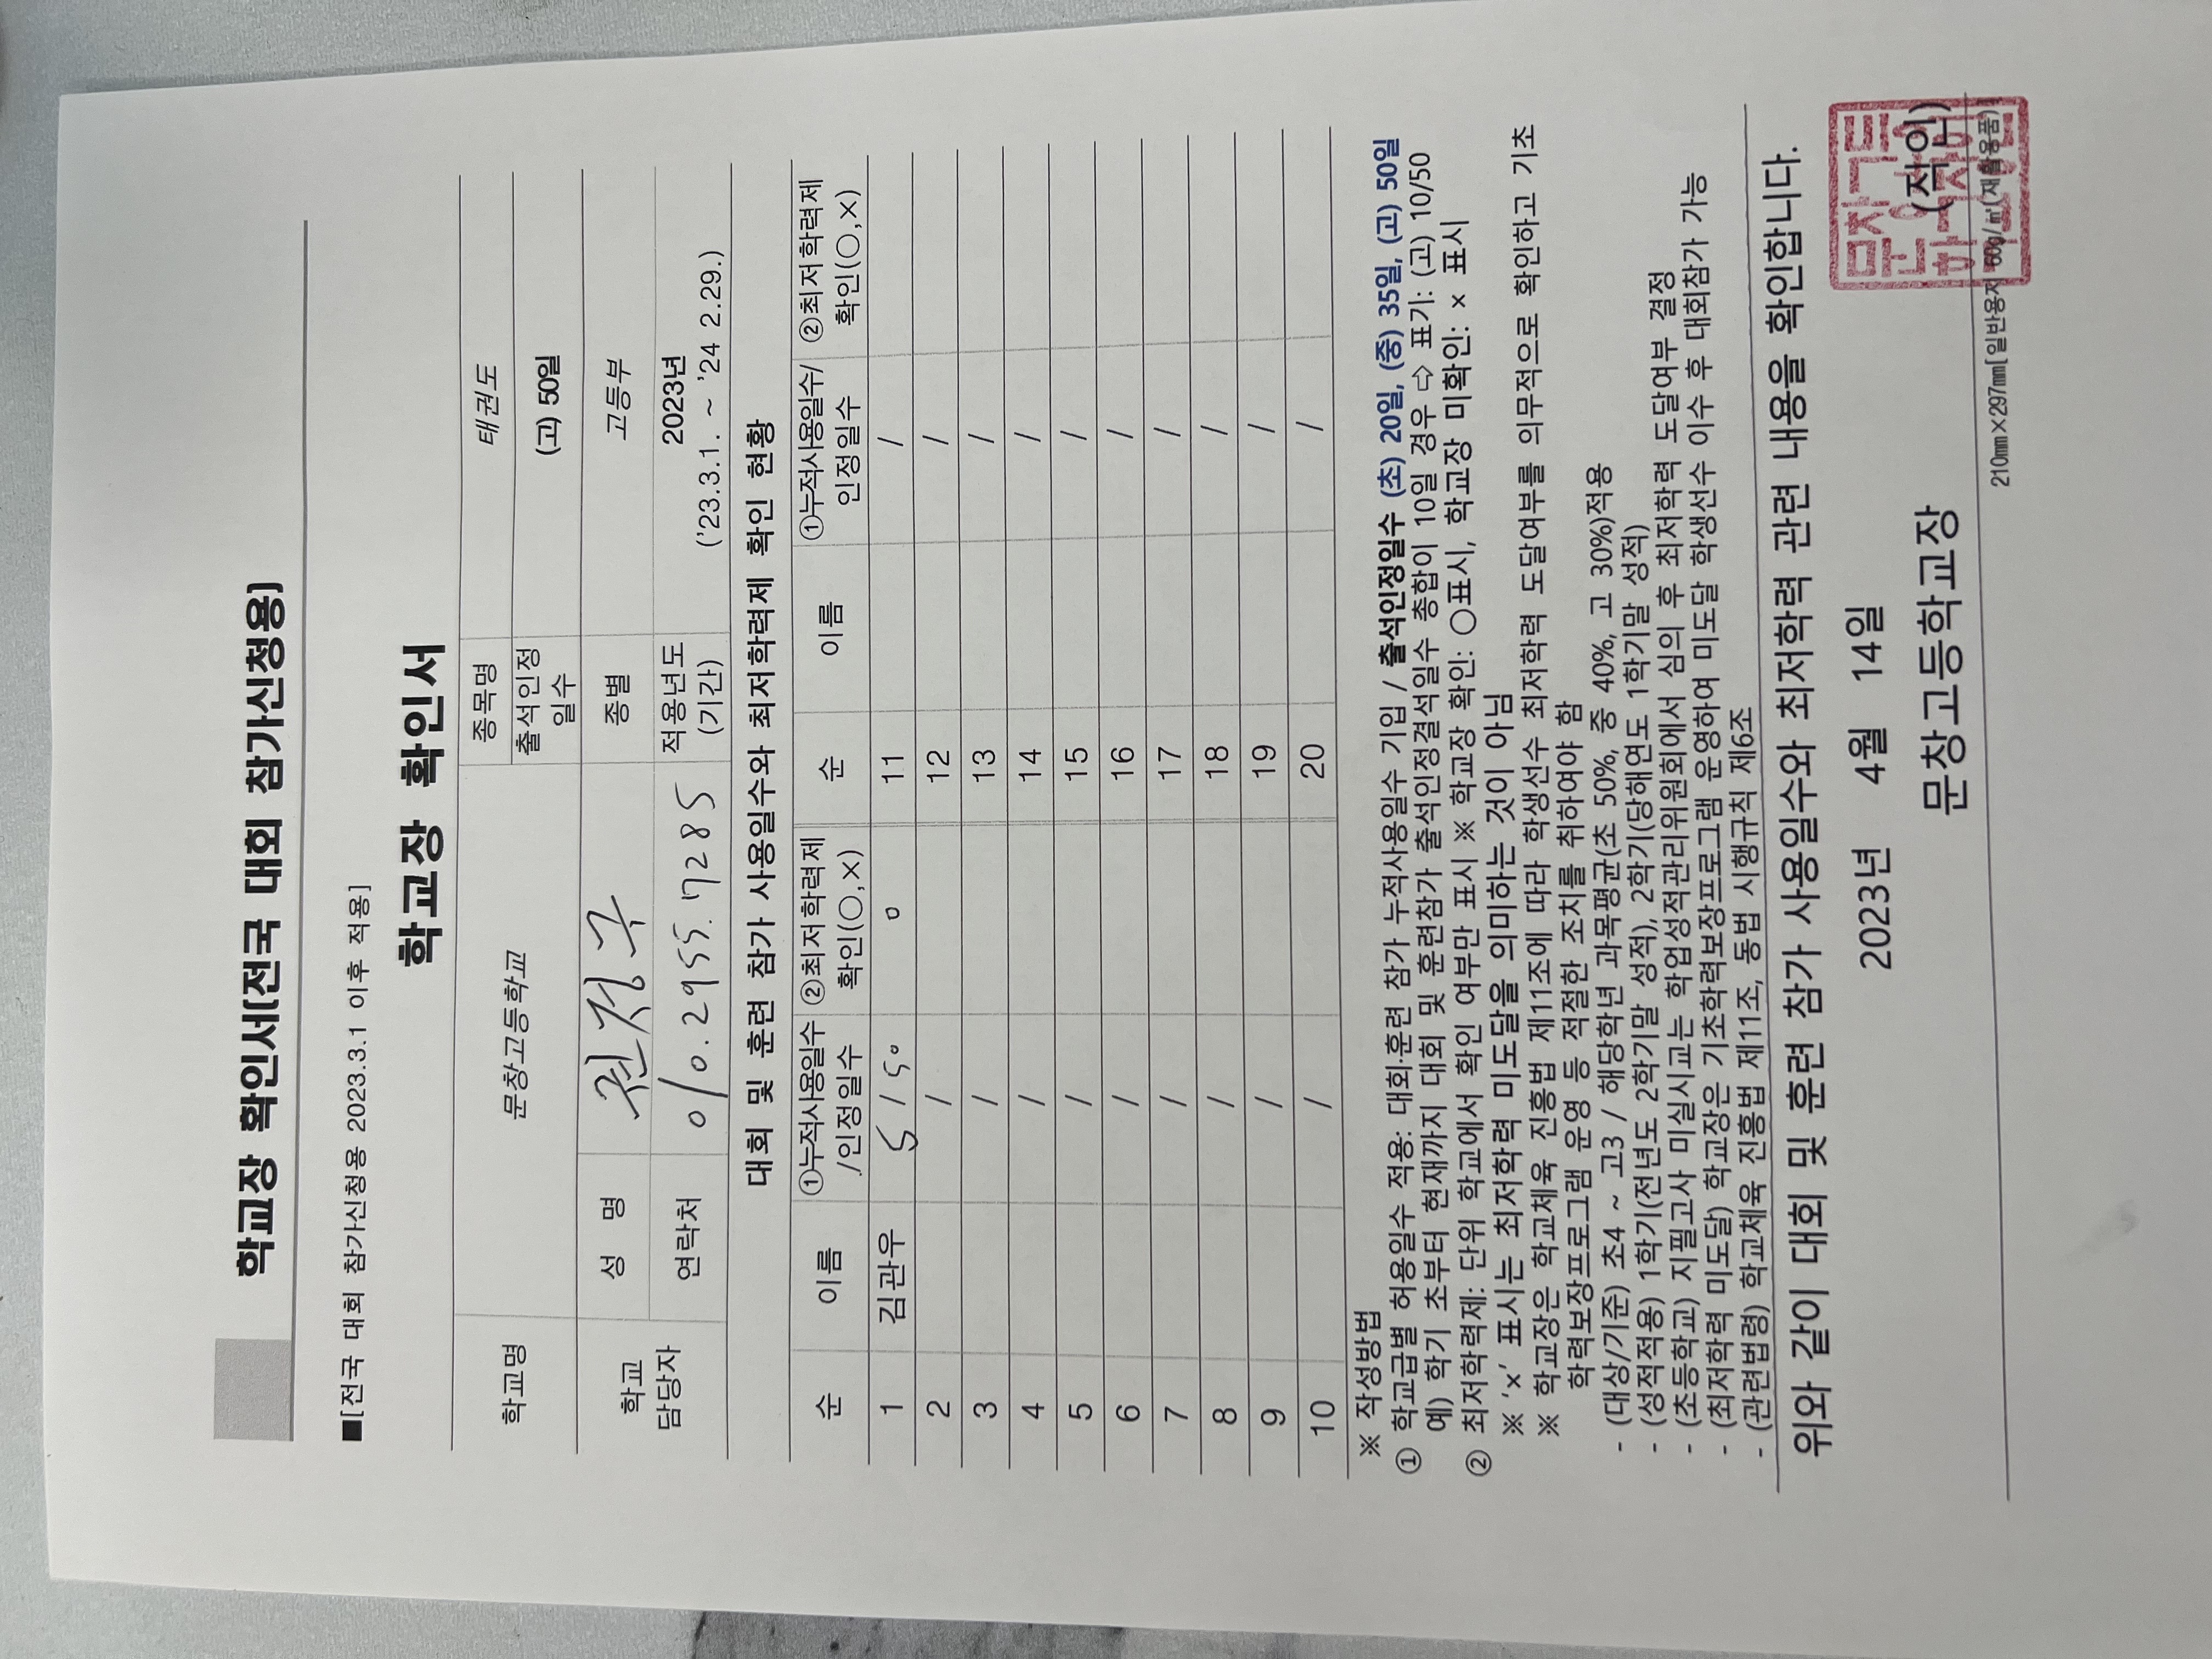 학교장 확인서(전국 대회 참가신청용)
■[전국 대회 참가신청용 2023.3.1 이후 적용]
학교장 확인서
학교명 문창고등학교 종목명 태권도
출석인정일수 (고) 50일
학교 담당자 성 명 권정국 종별 고등부
연락처 010.2955.7285 적용년도(기간) 2023년 ('23.3.1. ~ '24 2.29.)
대회 및 훈련 참가 사용일수와 최저학력제 확인 현황
순 이름 ①누적사용일수/인정일수 ②최저학력제 확인(○,×) 순 이름 ①누적사용일수/인정일수 ②최저학력제 확인(○,×)
1 김관우 5 / 50 ○ 11 /
2 / 12 /
3 / 13 /
4 / 14 /
5 / 15 /
6 / 16 /
7 / 17 /
8 / 18 /
9 / 19 /
10 / 20 /
※ 작성방법
① 학교급별 허용일수 적용: 대회·훈련 참가 누적사용일수 기입 / 출석인정일수 (초) 20일, (중) 35일, (고) 50일
예) 학기 초부터 현재까지 대회 및 훈련참가 출석인정결석일수 총합이 10일 경우 ⇨ 표기: (고) 10/50
② 최저학력제: 단위 학교에서 확인 여부만 표시 ※ 학교장 확인: ○표시, 학교장 미확인: × 표시
※ 'x' 표시는 최저학력 미도달을 의미하는 것이 아님
※ 학교장은 학교체육 진흥법 제11조에 따라 학생선수 최저학력 도달여부를 의무적으로 확인하고 기초
학력보장프로그램 운영 등 적절한 조치를 취하여야 함
- (대상/기준) 초4 ~ 고3 / 해당학년 과목평균(초 50%, 중 40%, 고 30%)적용
- (성적적용) 1학기(전년도 2학기말 성적), 2학기(당해연도 1학기말 성적)
- (초등학교) 지필고사 미실시교는 학업성적관리위원회에서 심의 후 최저학력 도달여부 결정
- (최저학력 미도달) 학교장은 기초학력보장프로그램 운영하여 미도달 학생선수 이수 후 대회참가 가능
- (관련법령) 학교체육 진흥법 제11조, 동법 시행규칙 제6조
위와 같이 대회 및 훈련 참가 사용일수와 최저학력 관련 내용을 확인합니다.
2023년 4월 14일
문창고등학교장 (직인)
210㎜×297㎜[일반용지 60g/㎡(재활용품)]